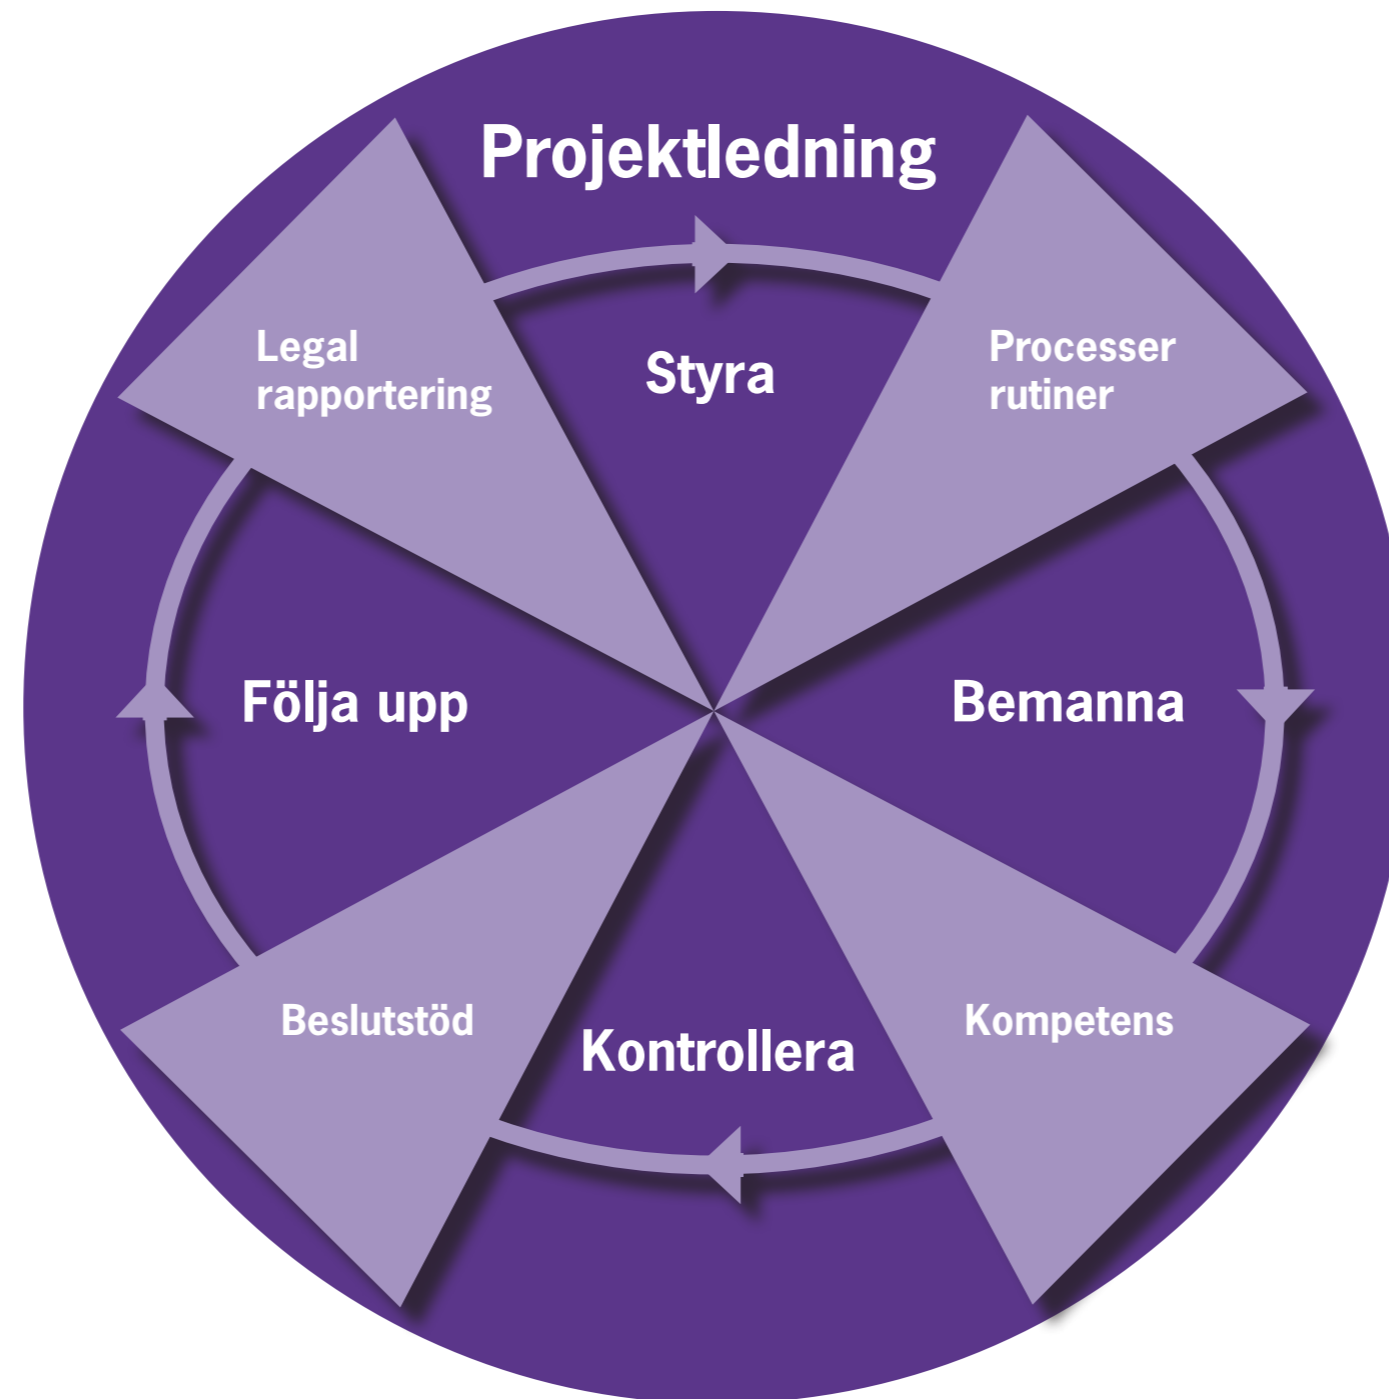 Projektledning
Legal
rapportering
Styra
Processer
rutiner
Följa upp
Bemanna
Beslutstöd
Kontrollera
Kompetens